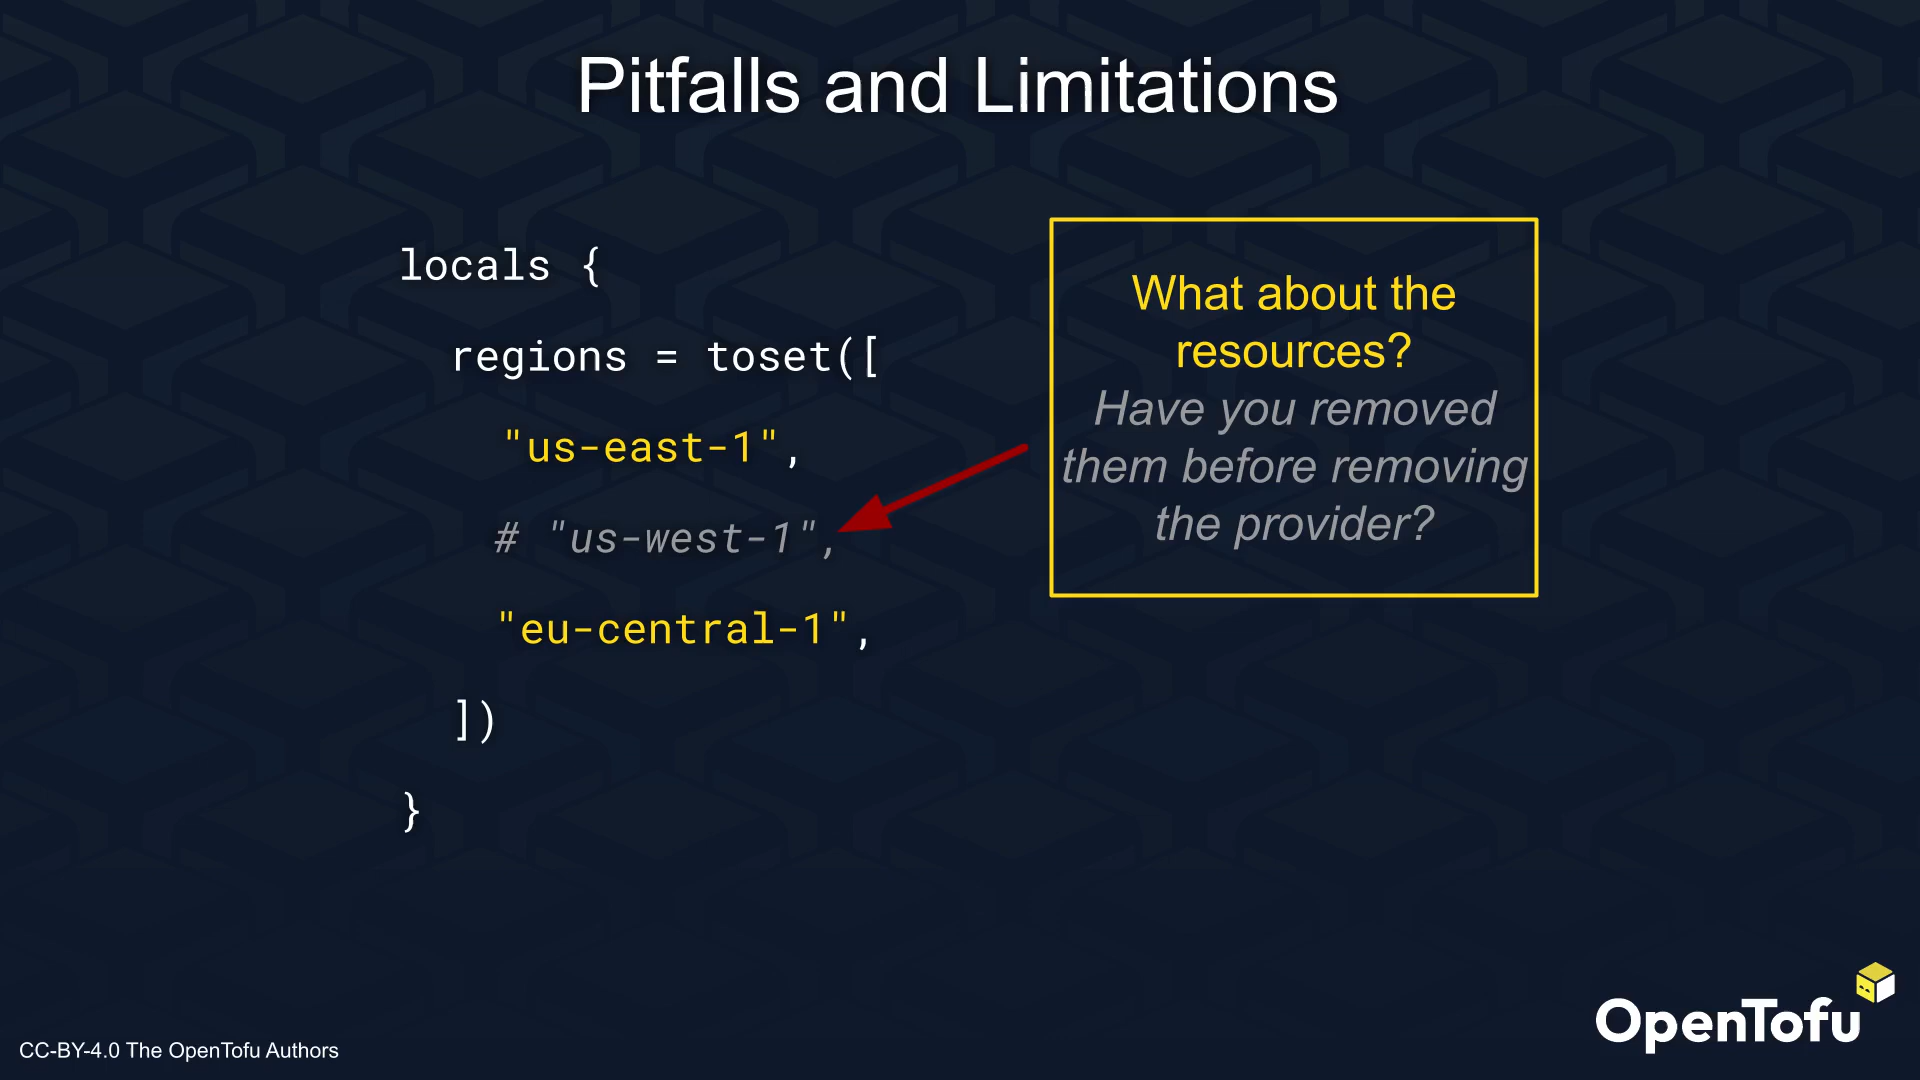 Pitfalls and Limitations
locals {
regions = toset([
"us-east-1",
# "us-west-1",
"eu-central-1",
])
}
What about the
resources?
Have you removed
them before removing
the provider?
OpenTofu
CC-BY-4.0 The OpenTofu Authors